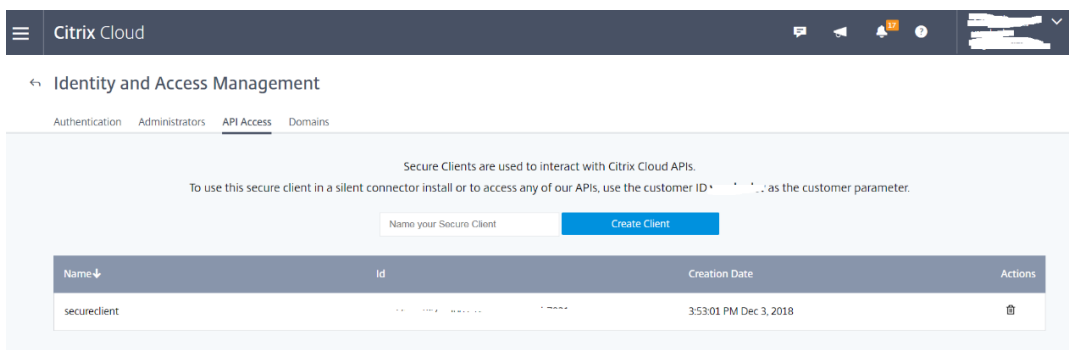 Citrix Cloud
17
?
Identity and Access Management
Authentication Administrators API Access Domains
Secure Clients are used to interact with Citrix Cloud APIs.
To use this secure client in a silent connector install or to access any of our APIs, use the customer ID as the customer parameter.
Name your Secure Client Create Client
Name Id Creation Date Actions
secureclient 3:53:01 PM Dec 3, 2018